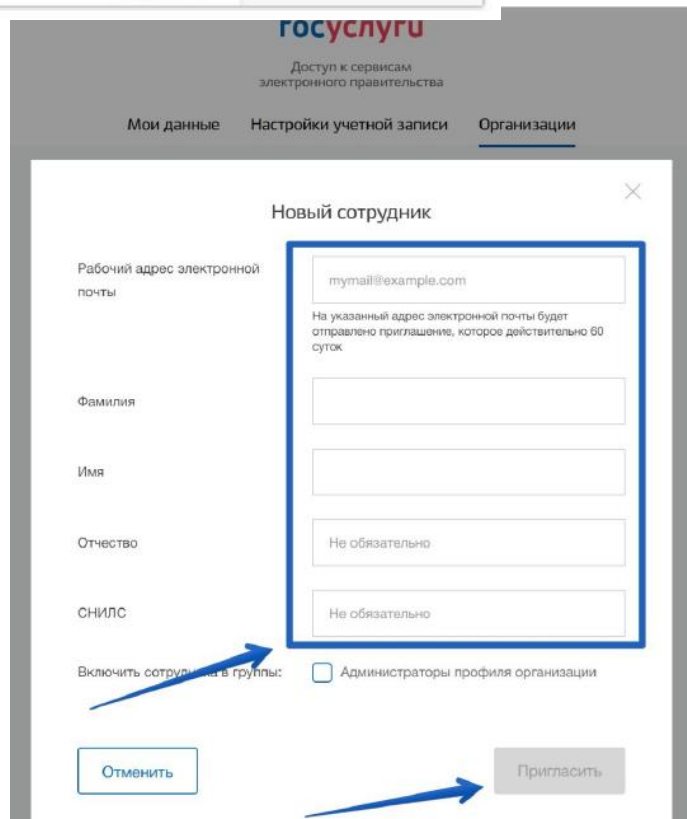 госуслуги
Доступ к сервисам
электронного правительства
Мои данные Настройки учетной записи Организации
Новый сотрудник
Рабочий адрес электронной
почты
mymail@example.com
На указанный адрес электронной почты будет
отправлено приглашение, которое действительно 60
суток
Фамилия
Имя
Отчество
Не обязательно
СНИЛС
Не обязательно
Включить сотрудника в группы:
Администраторы профиля организации
Отменить
Пригласить